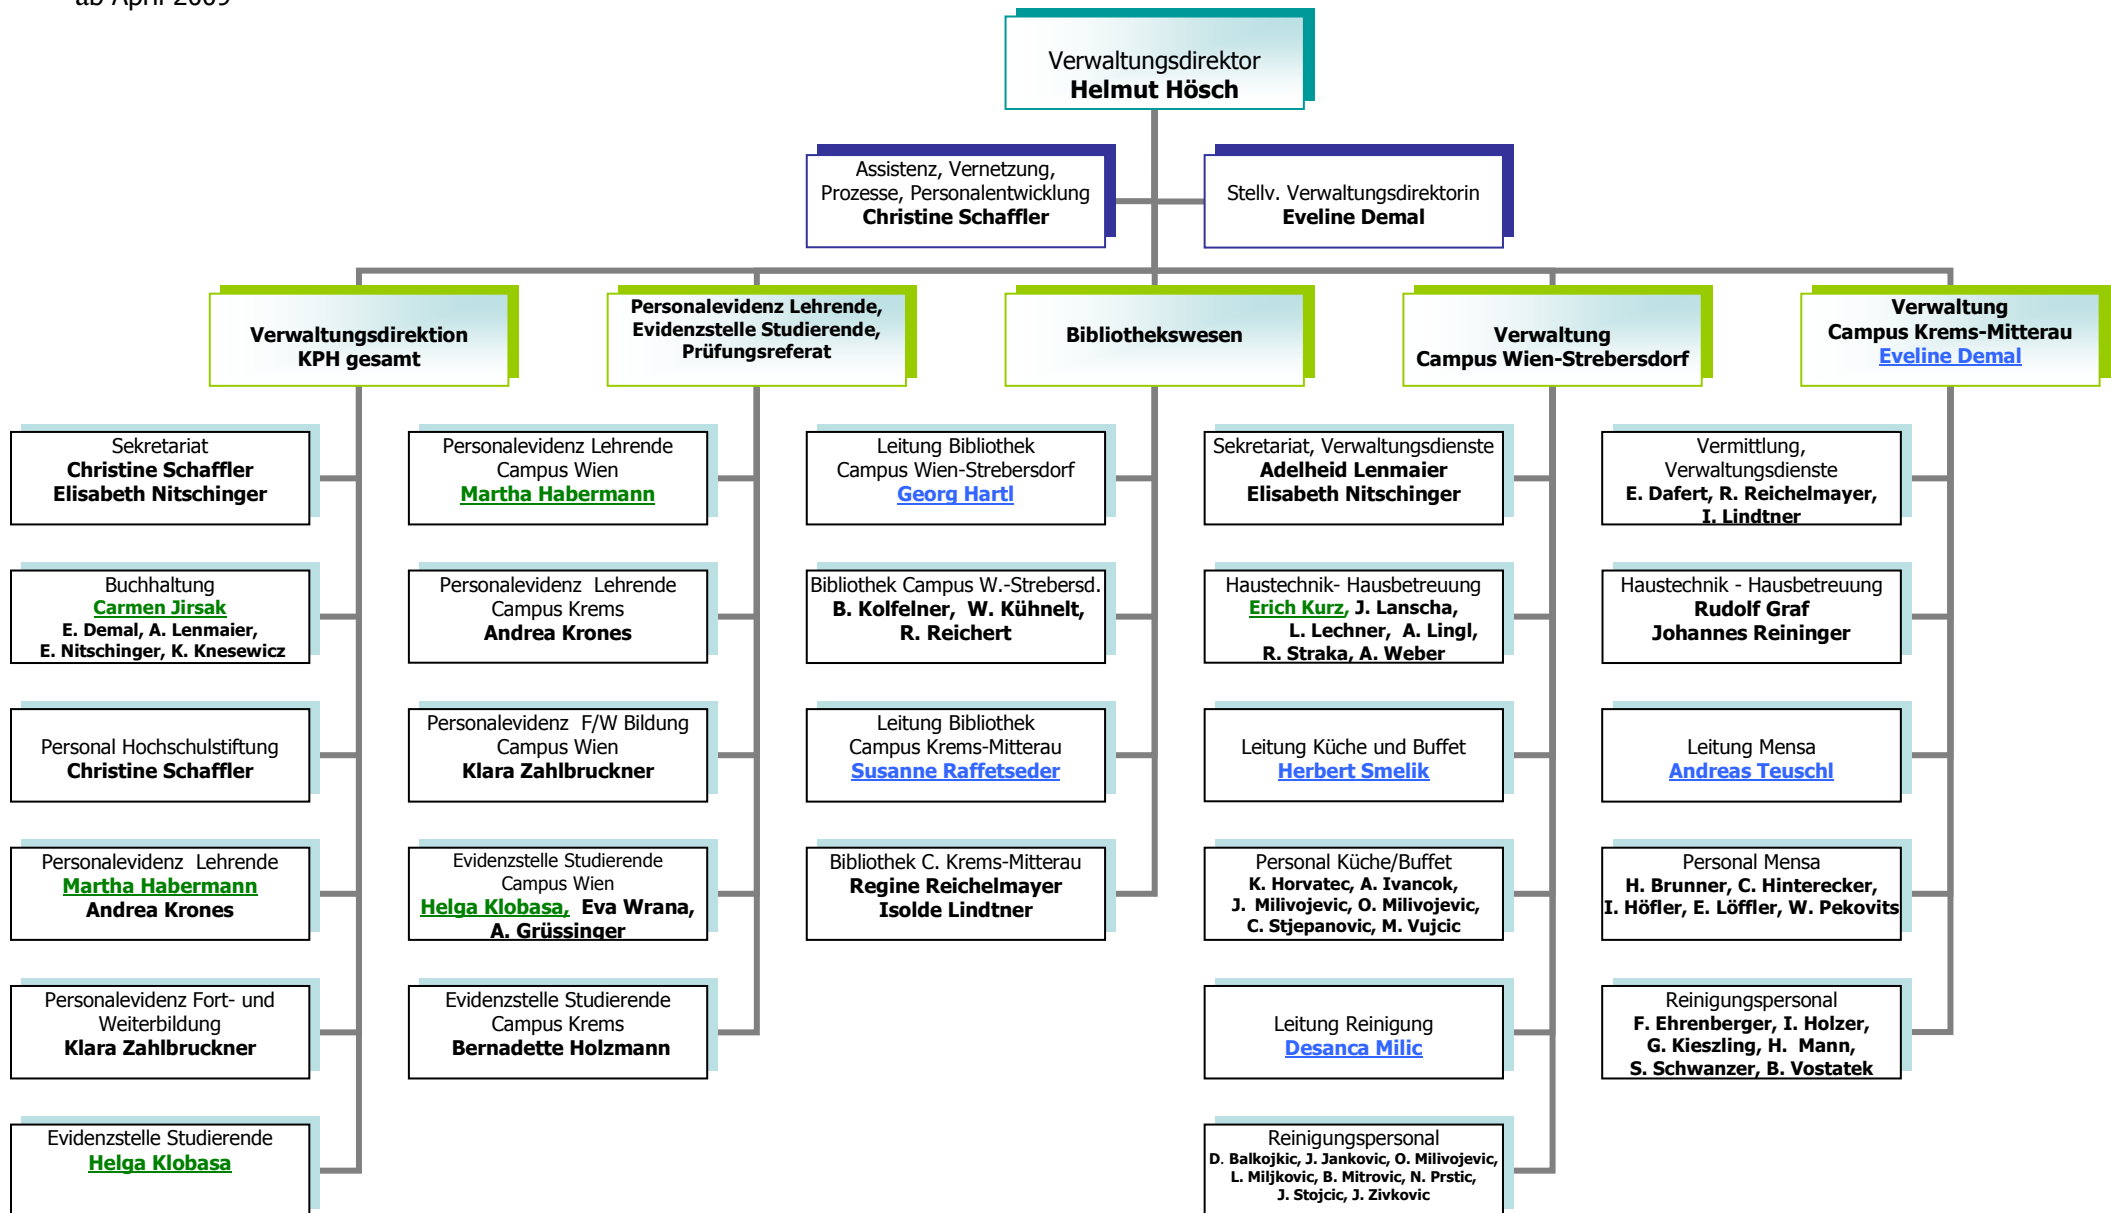 ab April 2009
Verwaltungsdirektor
Helmut Hösch
Assistenz, Vernetzung,
Prozesse, Personalentwicklung
Christine Schaffler
Stellv. Verwaltungsdirektorin
Eveline Demal
Verwaltungsdirektion
KPH gesamt
Personalevidenz Lehrende,
Evidenzstelle Studierende,
Prüfungsreferat
Bibliothekswesen
Verwaltung
Campus Wien-Strebersdorf
Verwaltung
Campus Krems-Mitterau
Eveline Demal
Sekretariat
Christine Schaffler
Elisabeth Nitschinger
Buchhaltung
Carmen Jirsak
E. Demal, A. Lenmaier,
E. Nitschinger, K. Knesewicz
Personal Hochschulstiftung
Christine Schaffler
Personalevidenz Lehrende
Martha Habermann
Andrea Krones
Personalevidenz Fort- und
Weiterbildung
Klara Zahlbruckner
Evidenzstelle Studierende
Helga Klobasa
Personalevidenz Lehrende
Campus Wien
Martha Habermann
Personalevidenz Lehrende
Campus Krems
Andrea Krones
Personalevidenz F/W Bildung
Campus Wien
Klara Zahlbruckner
Evidenzstelle Studierende
Campus Wien
Helga Klobasa, Eva Wrana,
A. Grüssinger
Evidenzstelle Studierende
Campus Krems
Bernadette Holzmann
Leitung Bibliothek
Campus Wien-Strebersdorf
Georg Hartl
Bibliothek Campus W.-Strebersd.
B. Kolfelner, W. Kühnelt,
R. Reichert
Leitung Bibliothek
Campus Krems-Mitterau
Susanne Raffetseder
Bibliothek C. Krems-Mitterau
Regine Reichelmayer
Isolde Lindtner
Sekretariat, Verwaltungsdienste
Adelheid Lenmaier
Elisabeth Nitschinger
Haustechnik- Hausbetreuung
Erich Kurz, J. Lanscha,
L. Lechner, A. Lingl,
R. Straka, A. Weber
Leitung Küche und Buffet
Herbert Smelik
Personal Küche/Buffet
K. Horvatec, A. Ivancok,
J. Milivojevic, O. Milivojevic,
C. Stjepanovic, M. Vujcic
Leitung Reinigung
Desanca Milic
Reinigungspersonal
D. Balkojkic, J. Jankovic, O. Milivojevic,
L. Miljkovic, B. Mitrovic, N. Prstic,
J. Stojcic, J. Zivkovic
Vermittlung,
Verwaltungsdienste
E. Dafert, R. Reichelmayer,
I. Lindtner
Haustechnik - Hausbetreuung
Rudolf Graf
Johannes Reininger
Leitung Mensa
Andreas Teuschl
Personal Mensa
H. Brunner, C. Hinterecker,
I. Höfler, E. Löffler, W. Pekovits
Reinigungspersonal
F. Ehrenberger, I. Holzer,
G. Kieszling, H. Mann,
S. Schwanzer, B. Vostatek